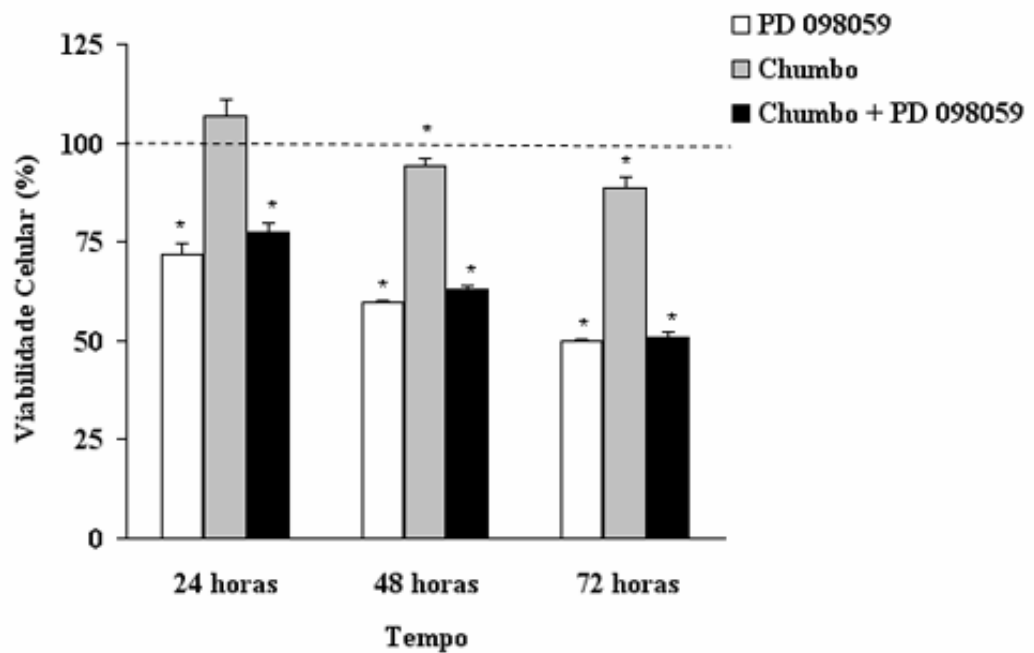 PD 098059
Chumbo
Chumbo + PD 098059
Viabilidade Celular (%)
125
100
75
50
25
0
*
*
*
*
*
*
*
*
24 horas
48 horas
72 horas
Tempo